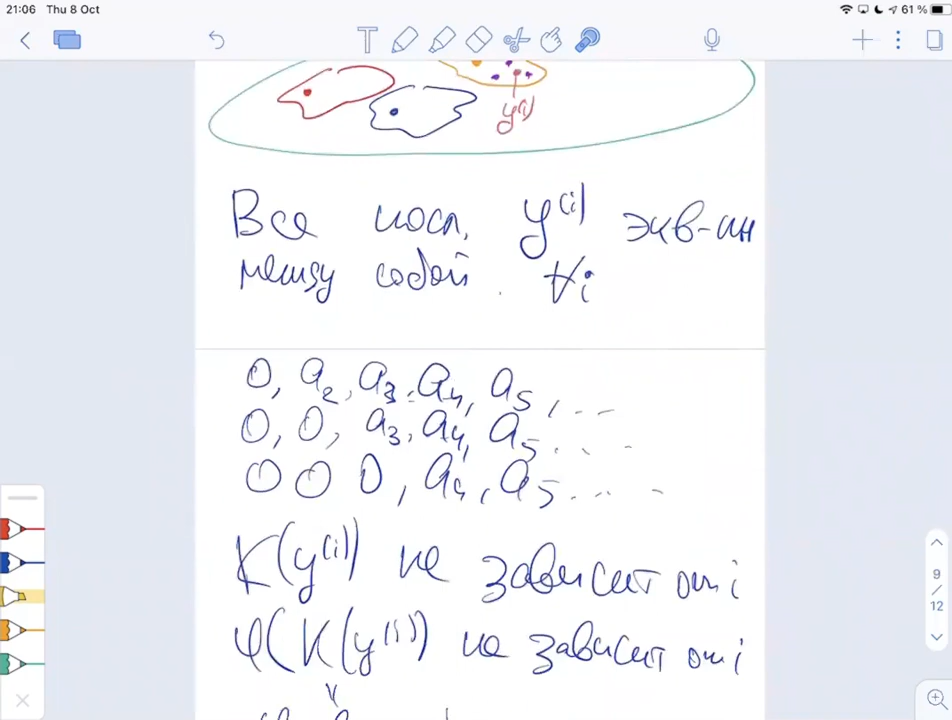 21:06 Thu 8 Oct
61 %
T
y⁽ⁱ⁾
Все посл. y⁽ⁱ⁾ экв-ин
между собой. ∀i
0, a₂, a₃, a₄, a₅, ...
0, 0, a₃, a₄, a₅ ...
0 0 0, a₄, a₅ ...
K(y⁽ⁱ⁾) не зависит от i
φ(K(y⁽ⁱ⁾) не зависит от i
9
/
12